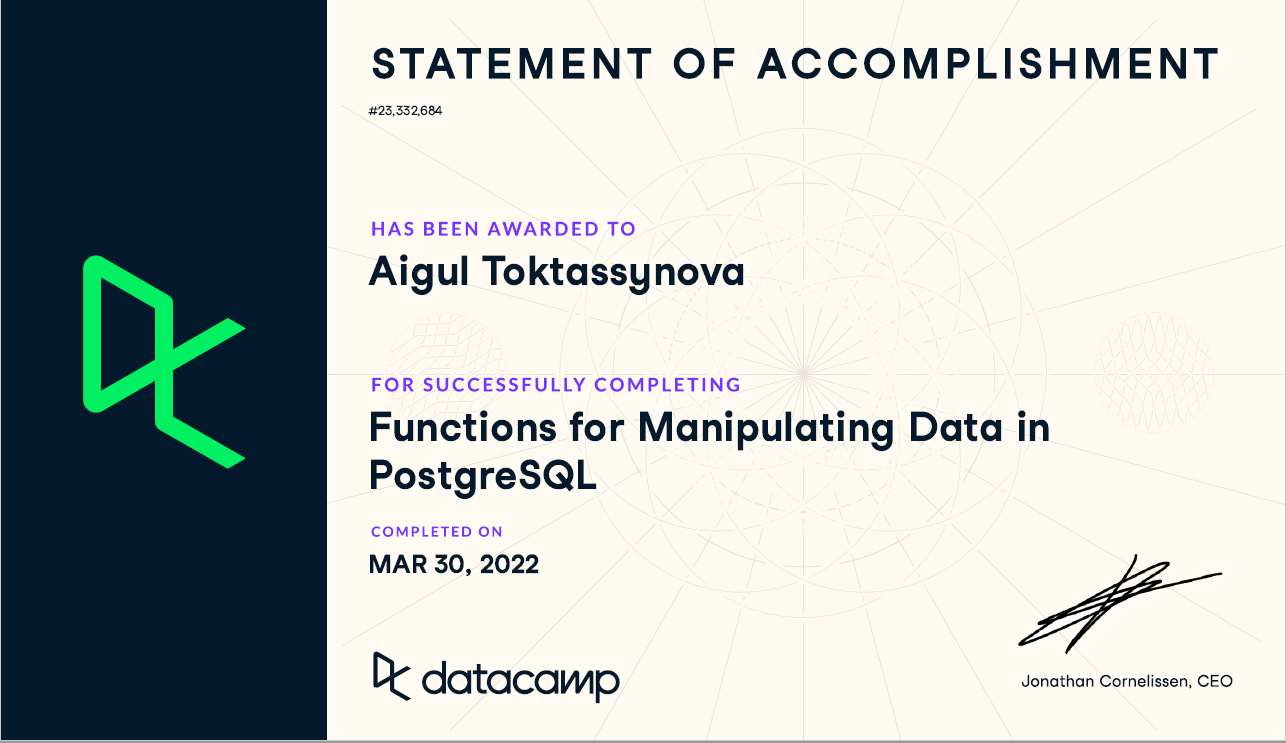 STATEMENT OF ACCOMPLISHMENT
#23,332,684
HAS BEEN AWARDED TO
Aigul Toktassynova
FOR SUCCESSFULLY COMPLETING
Functions for Manipulating Data in
PostgreSQL
COMPLETED ON
MAR 30, 2022
datacamp
Jonathan Cornelissen, CEO